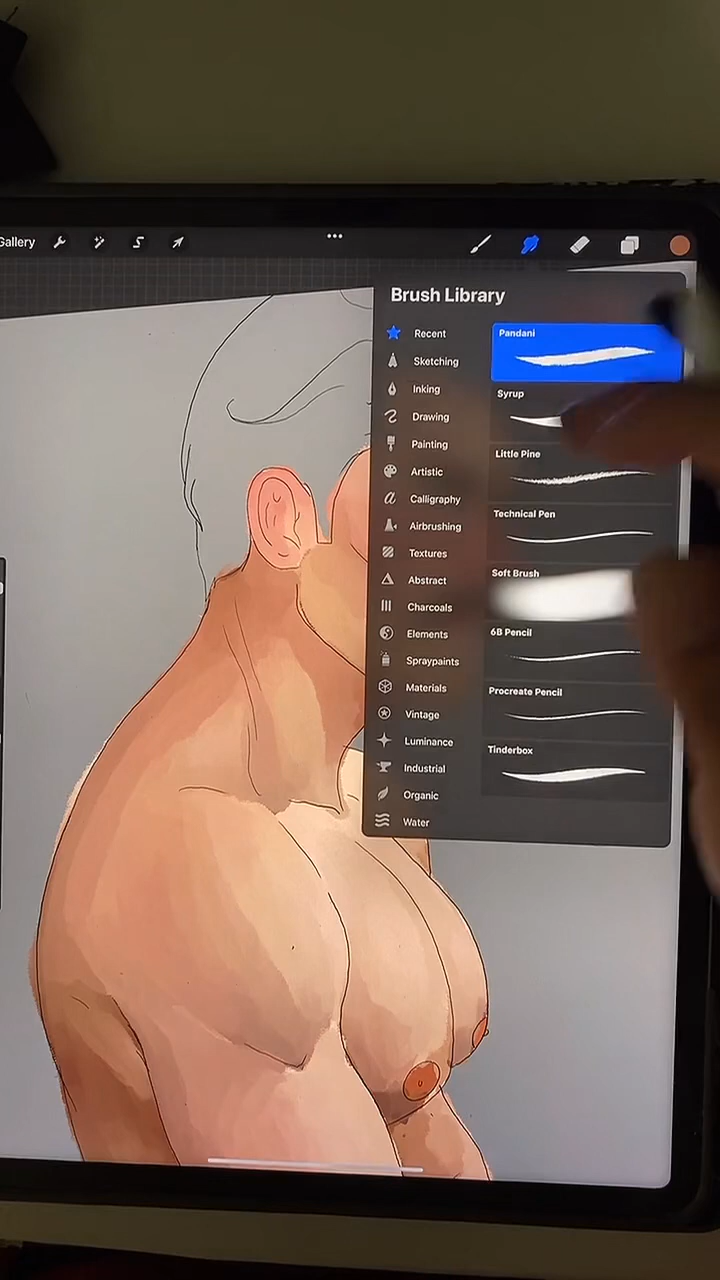 Gallery
Brush Library
Recent
Sketching
Inking
Drawing
Painting
Artistic
Calligraphy
Airbrushing
Textures
Abstract
Charcoals
Elements
Spraypaints
Materials
Vintage
Luminance
Industrial
Organic
Water
Pandani
Syrup
Little Pine
Technical Pen
Soft Brush
6B Pencil
Procreate Pencil
Tinderbox